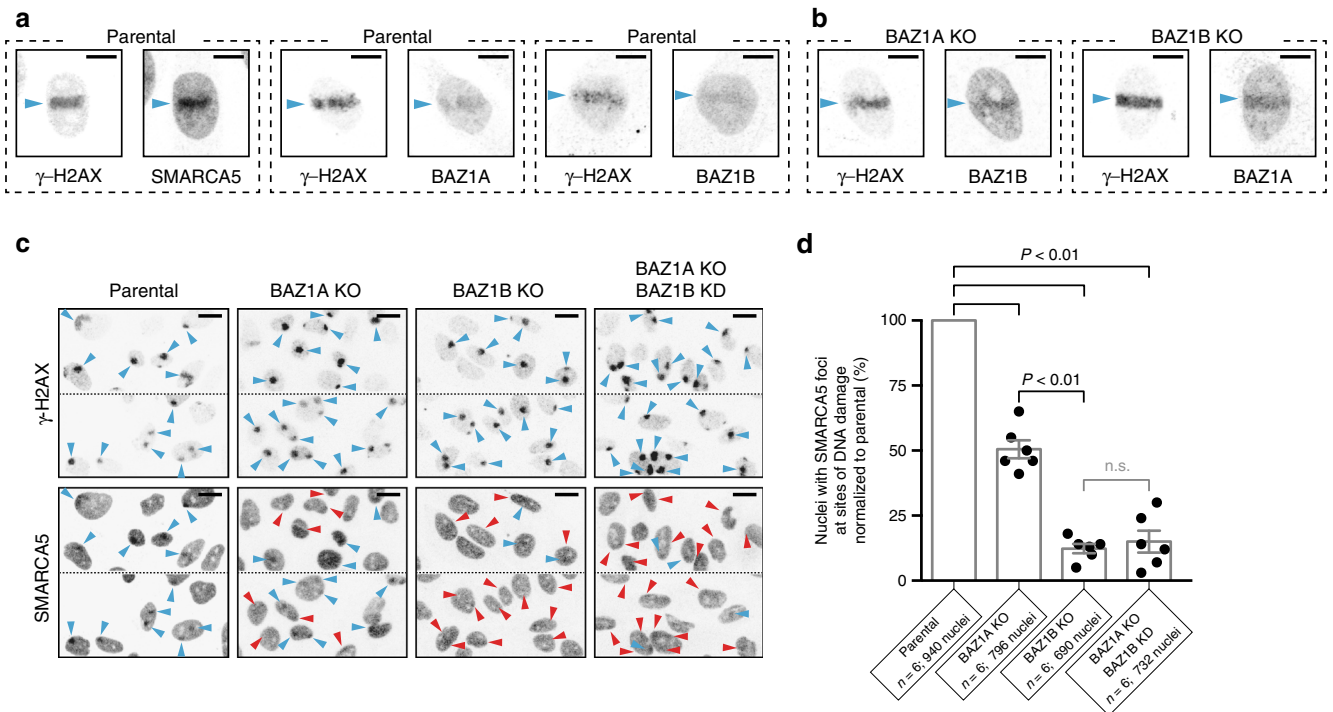 a
Parental
Parental
Parental
γ–H2AX
SMARCA5
γ–H2AX
BAZ1A
γ–H2AX
BAZ1B
b
BAZ1A KO
BAZ1B KO
γ–H2AX
BAZ1B
γ–H2AX
BAZ1A
c
Parental
BAZ1A KO
BAZ1B KO
BAZ1A KO
BAZ1B KD
γ-H2AX
SMARCA5
d
P < 0.01
P < 0.01
n.s.
Nuclei with SMARCA5 foci
at sites of DNA damage
normalized to parental (%)
100
75
50
25
0
Parental
n = 6; 940 nuclei
BAZ1A KO
n = 6; 796 nuclei
BAZ1B KO
n = 6; 690 nuclei
BAZ1A KO
BAZ1B KD
n = 6; 732 nuclei